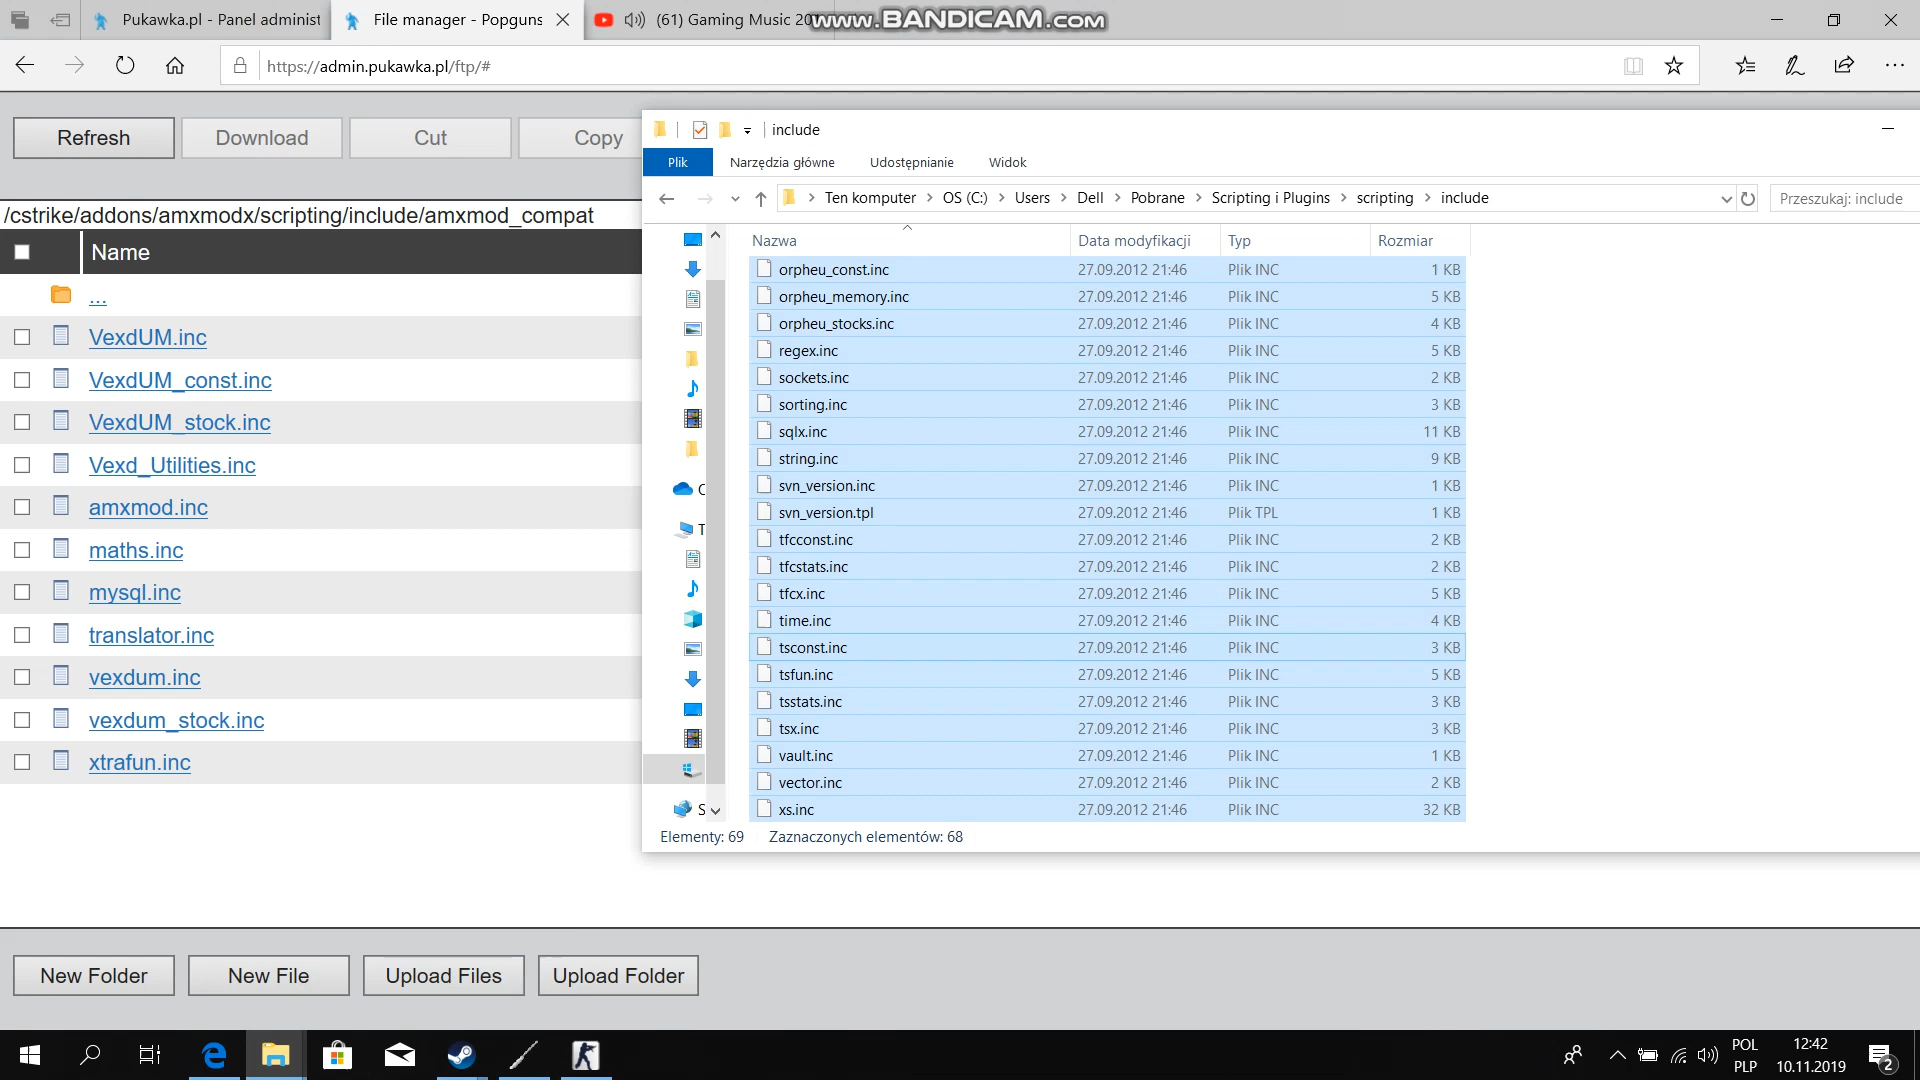 Pukawka.pl - Panel administ
File manager - Popguns
(61) Gaming Music 20
WWW.BANDICAM.COM
https://admin.pukawka.pl/ftp/#
Refresh
Download
Cut
Copy
/cstrike/addons/amxmodx/scripting/include/amxmod_compat
Name
...
VexdUM.inc
VexdUM_const.inc
VexdUM_stock.inc
Vexd_Utilities.inc
amxmod.inc
maths.inc
mysql.inc
translator.inc
vexdum.inc
vexdum_stock.inc
xtrafun.inc
include
Plik Narzędzia główne Udostępnianie Widok
Ten komputer OS (C:) Users Dell Pobrane Scripting i Plugins scripting include
Przeszukaj: include
Nazwa Data modyfikacji Typ Rozmiar
orpheu_const.inc 27.09.2012 21:46 Plik INC 1 KB
orpheu_memory.inc 27.09.2012 21:46 Plik INC 5 KB
orpheu_stocks.inc 27.09.2012 21:46 Plik INC 4 KB
regex.inc 27.09.2012 21:46 Plik INC 5 KB
sockets.inc 27.09.2012 21:46 Plik INC 2 KB
sorting.inc 27.09.2012 21:46 Plik INC 3 KB
sqlx.inc 27.09.2012 21:46 Plik INC 11 KB
string.inc 27.09.2012 21:46 Plik INC 9 KB
svn_version.inc 27.09.2012 21:46 Plik INC 1 KB
svn_version.tpl 27.09.2012 21:46 Plik TPL 1 KB
tfcconst.inc 27.09.2012 21:46 Plik INC 2 KB
tfcstats.inc 27.09.2012 21:46 Plik INC 2 KB
tfcx.inc 27.09.2012 21:46 Plik INC 5 KB
time.inc 27.09.2012 21:46 Plik INC 4 KB
tsconst.inc 27.09.2012 21:46 Plik INC 3 KB
tsfun.inc 27.09.2012 21:46 Plik INC 5 KB
tsstats.inc 27.09.2012 21:46 Plik INC 3 KB
tsx.inc 27.09.2012 21:46 Plik INC 3 KB
vault.inc 27.09.2012 21:46 Plik INC 1 KB
vector.inc 27.09.2012 21:46 Plik INC 2 KB
xs.inc 27.09.2012 21:46 Plik INC 32 KB
Elementy: 69 Zaznaczonych elementów: 68
New Folder
New File
Upload Files
Upload Folder
POL
PLP
12:42
10.11.2019
2